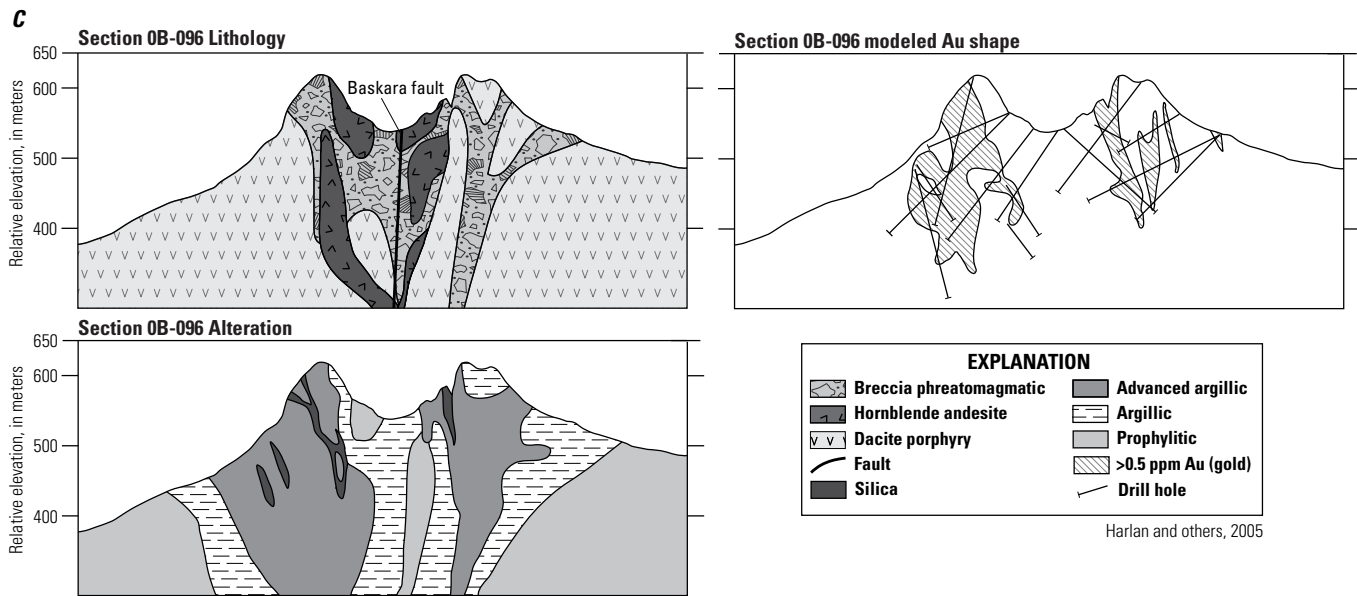 C
Section 0B-096 Lithology
650
600
500
400
Relative elevation, in meters
Baskara fault
Section 0B-096 modeled Au shape
Section 0B-096 Alteration
650
600
500
400
Relative elevation, in meters
EXPLANATION
Breccia phreatomagmatic
Hornblende andesite
Dacite porphyry
Fault
Silica
Advanced argillic
Argillic
Prophylitic
>0.5 ppm Au (gold)
Drill hole
Harlan and others, 2005